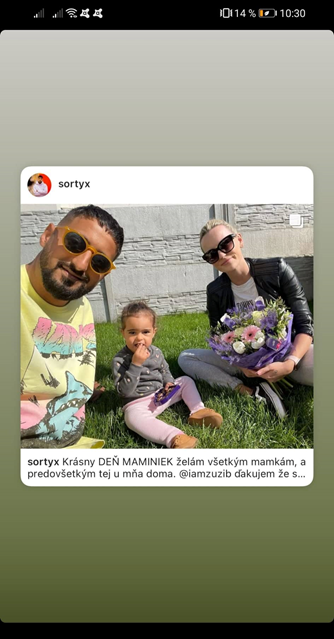 14 %
10:30
sortyx
sortyx Krásny DEŇ MAMINIEK želám všetkým mamkám, a
predovšetkým tej u mňa doma. @iamzuzib ďakujem že s...